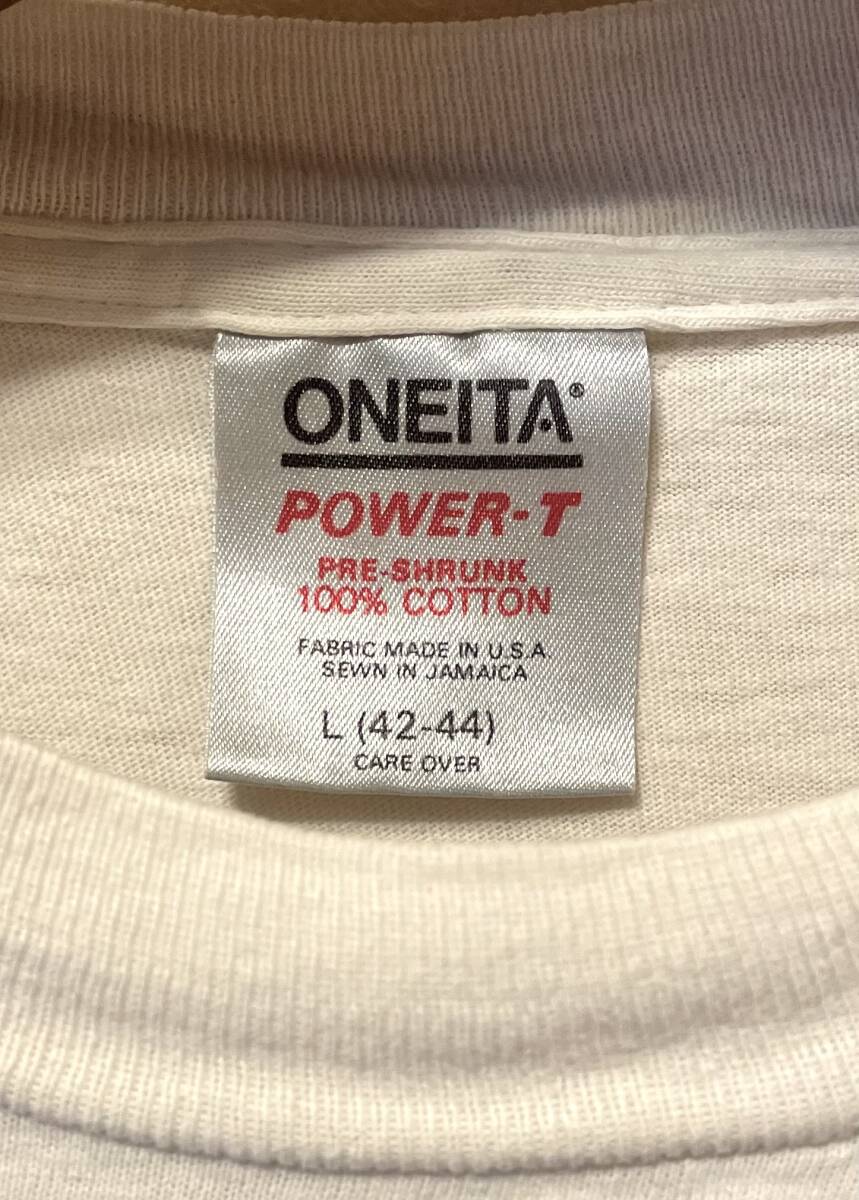 ONEITA®
POWER-T
PRE-SHRUNK
100% COTTON
FABRIC MADE IN U.S.A.
SEWN IN JAMAICA
L (42-44)
CARE OVER